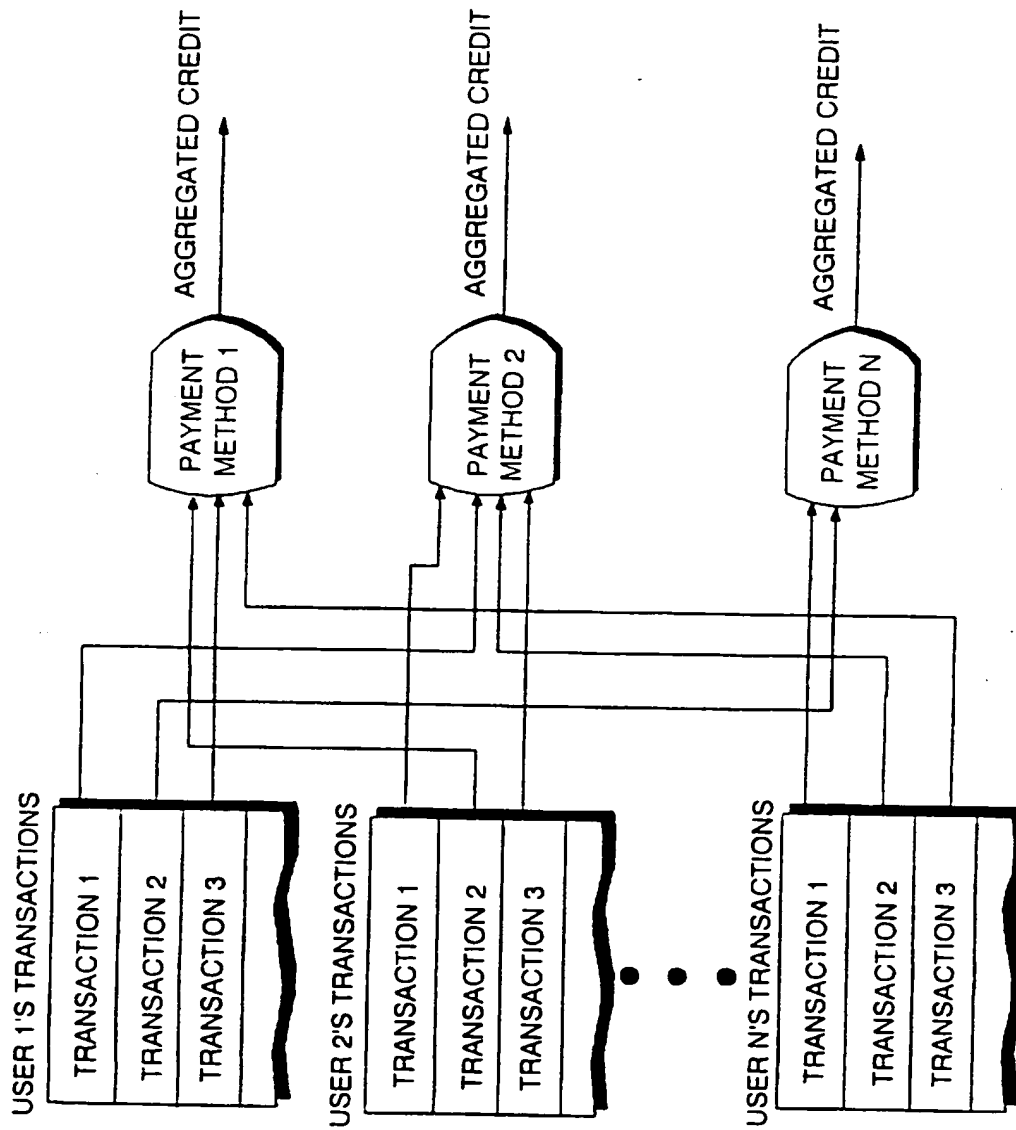 USER 1'S TRANSACTIONS
TRANSACTION 1
TRANSACTION 2
TRANSACTION 3
USER 2'S TRANSACTIONS
TRANSACTION 1
TRANSACTION 2
TRANSACTION 3
USER N'S TRANSACTIONS
TRANSACTION 1
TRANSACTION 2
TRANSACTION 3
PAYMENT
METHOD 1
AGGREGATED CREDIT
PAYMENT
METHOD 2
AGGREGATED CREDIT
PAYMENT
METHOD N
AGGREGATED CREDIT